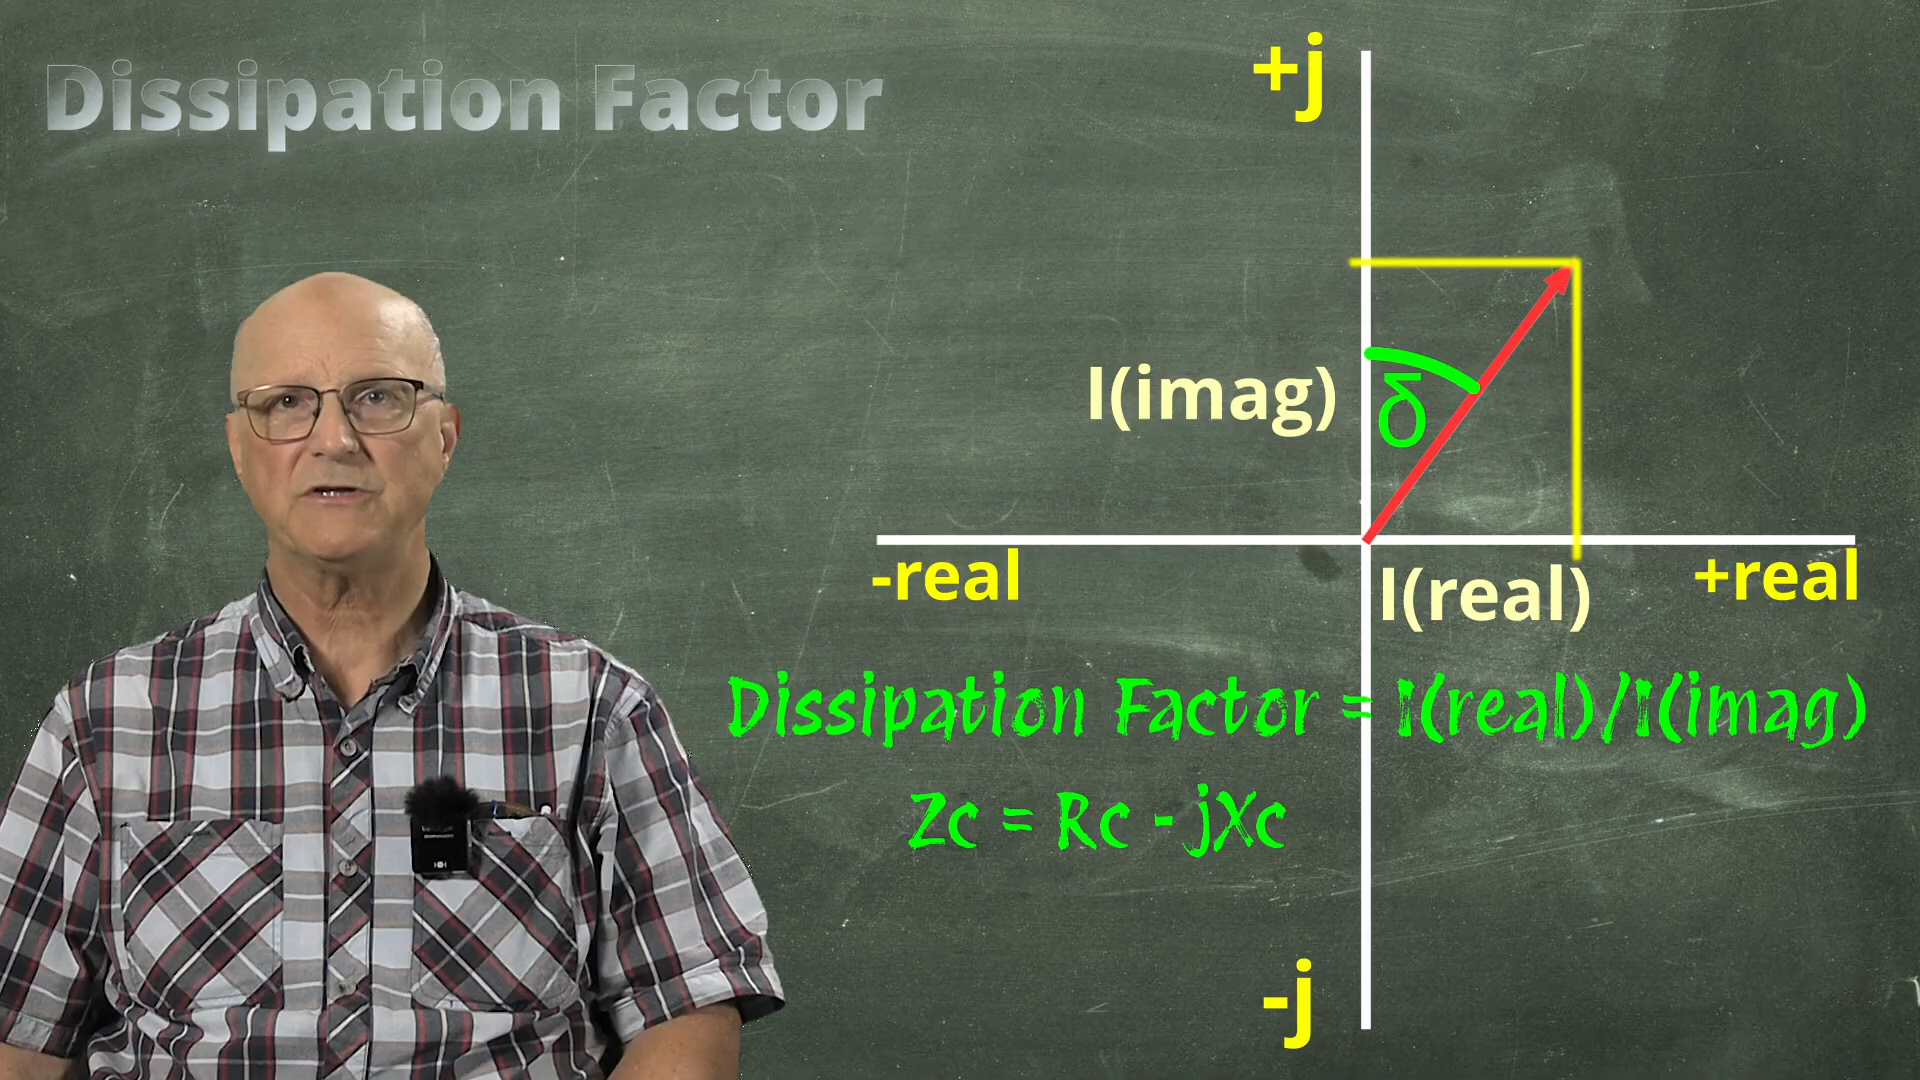 Dissipation Factor
+j
I(imag)
δ
-real
I(real)
+real
Dissipation Factor = I(real)/I(imag)
Zc = Rc - jXc
-j